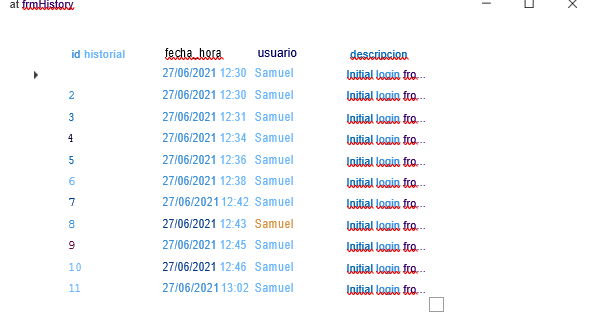 at frmHistory
id historial fecha_hora usuario descripcion
27/06/2021 12:30 Samuel Initial login fro...
2 27/06/2021 12:30 Samuel Initial login fro...
3 27/06/2021 12:31 Samuel Initial login fro...
4 27/06/2021 12:34 Samuel Initial login fro...
5 27/06/2021 12:36 Samuel Initial login fro...
6 27/06/2021 12:38 Samuel Initial login fro...
7 27/06/2021 12:42 Samuel Initial login fro...
8 27/06/2021 12:43 Samuel Initial login fro...
9 27/06/2021 12:45 Samuel Initial login fro...
10 27/06/2021 12:46 Samuel Initial login fro...
11 27/06/2021 13:02 Samuel Initial login fro...